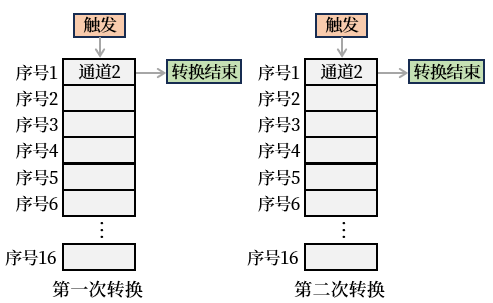 触发
序号1 通道2 转换结束
序号2
序号3
序号4
序号5
序号6
⋮
序号16
第一次转换
触发
序号1 通道2 转换结束
序号2
序号3
序号4
序号5
序号6
⋮
序号16
第二次转换